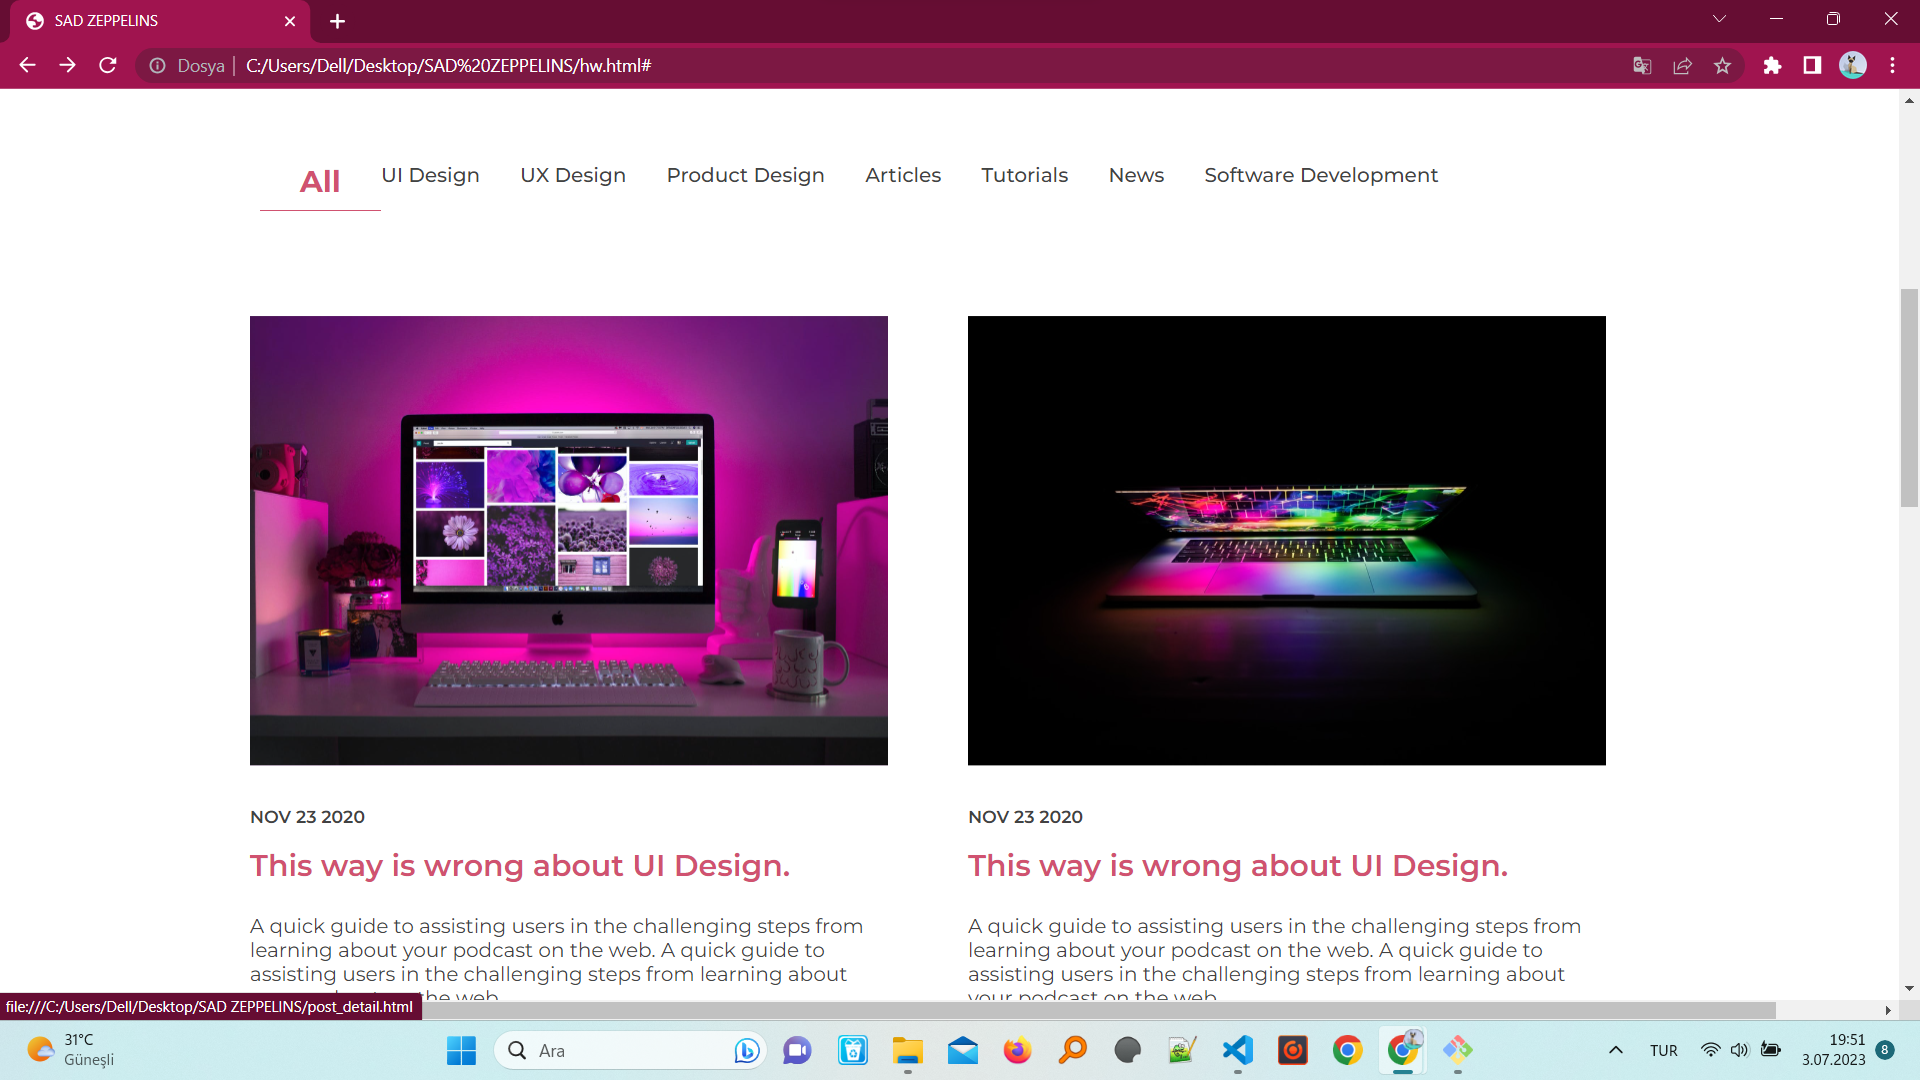 SAD ZEPPELINS
Dosya | C:/Users/Dell/Desktop/SAD%20ZEPPELINS/hw.html#
All UI Design UX Design Product Design Articles Tutorials News Software Development
NOV 23 2020
This way is wrong about UI Design.
A quick guide to assisting users in the challenging steps from
learning about your podcast on the web. A quick guide to
assisting users in the challenging steps from learning about
the web.
NOV 23 2020
This way is wrong about UI Design.
A quick guide to assisting users in the challenging steps from
learning about your podcast on the web. A quick guide to
assisting users in the challenging steps from learning about
your podcast on the web.
file:///C:/Users/Dell/Desktop/SAD ZEPPELINS/post_detail.html
31°C
Güneşli
Ara
TUR
19:51
3.07.2023
8